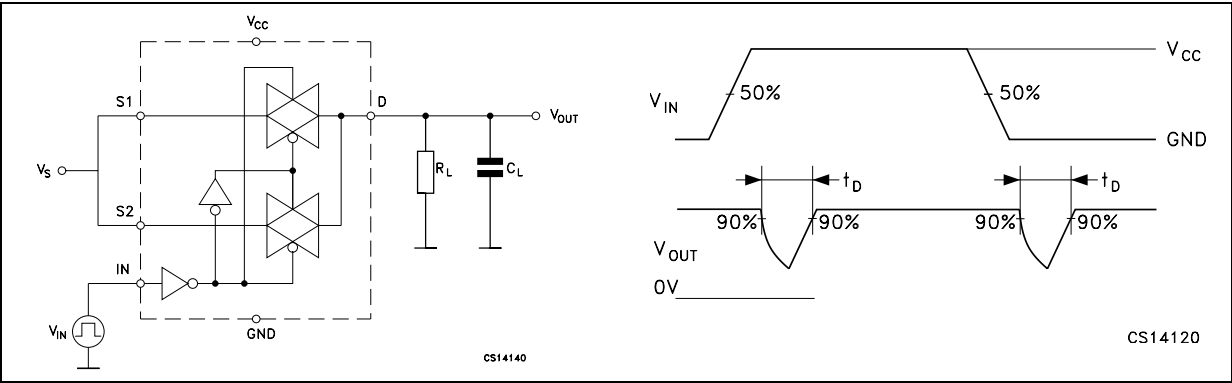 VCC
S1
D
VOUT
RL
CL
VS
S2
IN
VIN
GND
CS14140
VCC
50%
50%
VIN
GND
tD
tD
90%
90%
90%
90%
VOUT
0V
CS14120